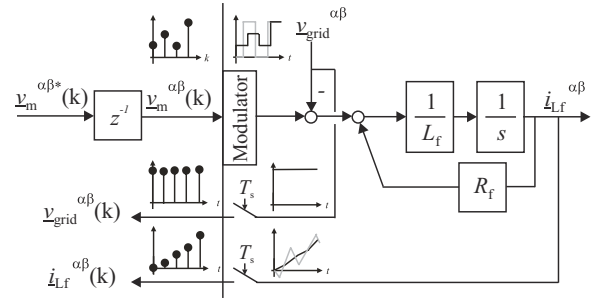 k
t
v_grid^αβ
v_m^αβ*(k)
z^-1
v_m^αβ(k)
Modulator
-
1/L_f
1/s
i_Lf^αβ
R_f
t
T_s
t
v_grid^αβ(k)
t
T_s
t
i_Lf^αβ(k)